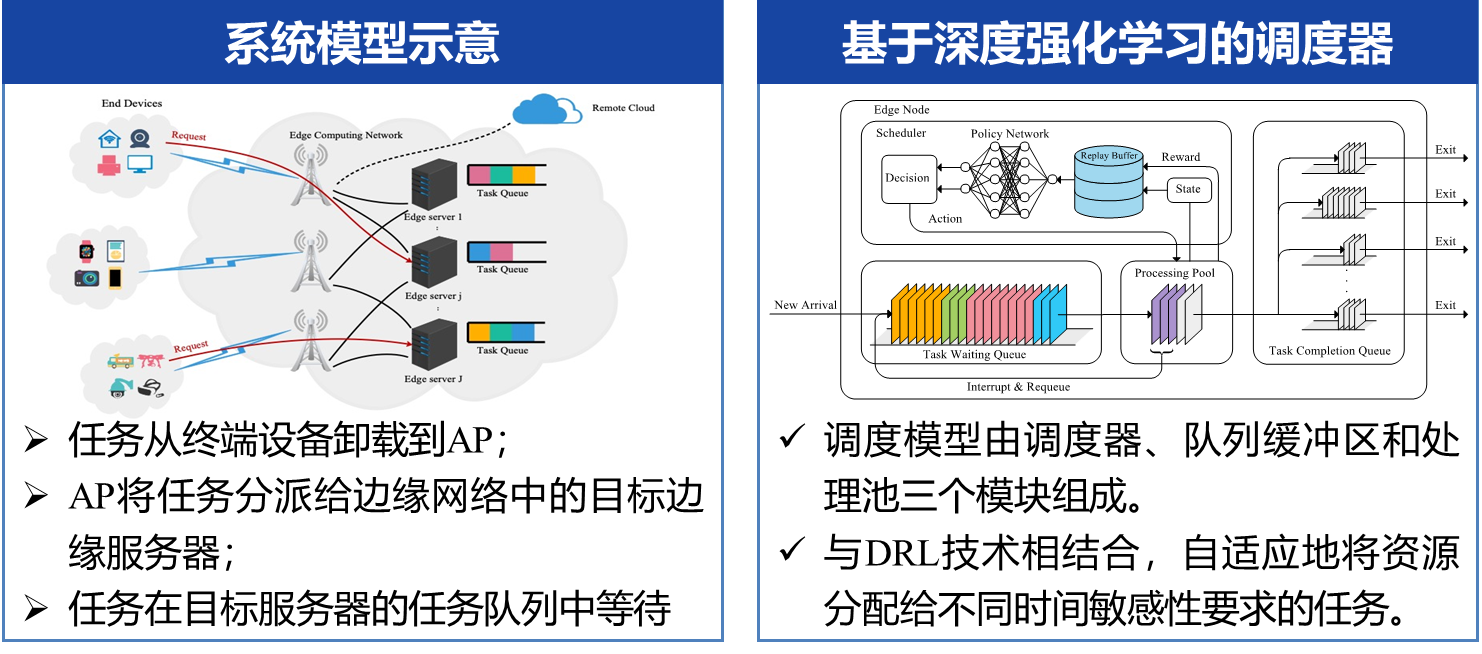 系统模型示意
End Devices
Remote Cloud
Request
Edge Computing Network
Task Queue
Edge server 1
Task Queue
Edge server j
Request
Task Queue
Edge server J
➢ 任务从终端设备卸载到AP；
➢ AP将任务分派给边缘网络中的目标边
缘服务器；
➢ 任务在目标服务器的任务队列中等待
基于深度强化学习的调度器
Edge Node
Scheduler
Policy Network
Replay Buffer
Reward
Decision
State
Action
Exit
Exit
Exit
Exit
Processing Pool
New Arrival
Task Waiting Queue
Task Completion Queue
Interrupt & Requeue
✓ 调度模型由调度器、队列缓冲区和处
理池三个模块组成。
✓ 与DRL技术相结合，自适应地将资源
分配给不同时间敏感性要求的任务。